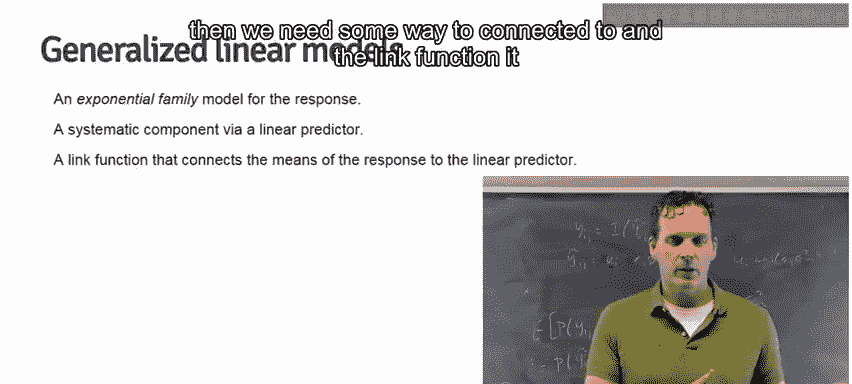 then we need some way to connected to and
the link function it
Generalized linear models
An exponential family model for the response.
A systematic component via a linear predictor.
A link function that connects the means of the response to the linear predictor.